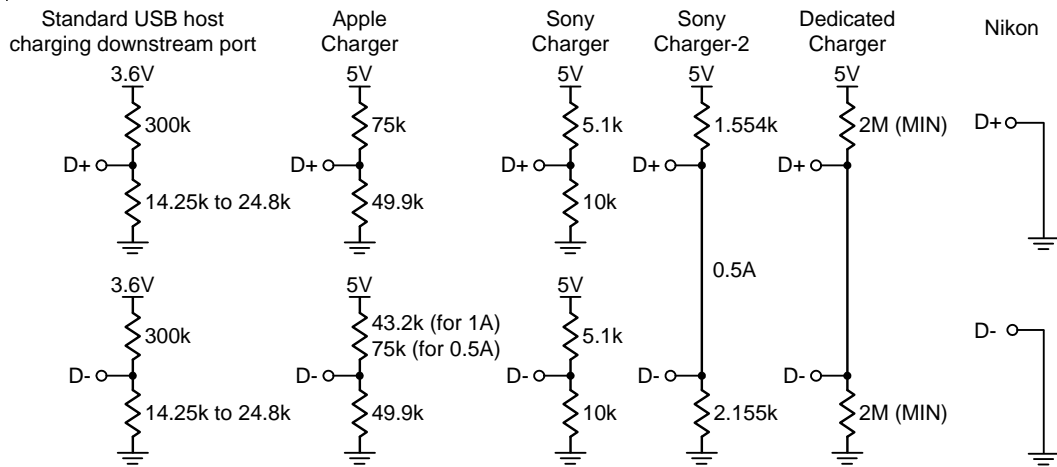 Standard USB host
charging downstream port
3.6V
300k
D+
14.25k to 24.8k
3.6V
300k
D-
14.25k to 24.8k
Apple
Charger
5V
75k
D+
49.9k
5V
43.2k (for 1A)
75k (for 0.5A)
D-
49.9k
Sony
Charger
5V
5.1k
D+
10k
5V
5.1k
D-
10k
Sony
Charger-2
5V
1.554k
D+
0.5A
D-
2.155k
Dedicated
Charger
5V
2M (MIN)
D+
D-
2M (MIN)
Nikon
D+
D-